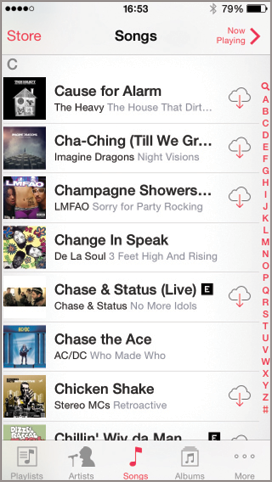 16:53 79%
Store Songs Now Playing
C
Cause for Alarm
The Heavy The House That Dirt...
Cha-Ching (Till We Gr...
Imagine Dragons Night Visions
Champagne Showers...
LMFAO Sorry for Party Rocking
Change In Speak
De La Soul 3 Feet High And Rising
Chase & Status (Live) E
Chase & Status No More Idols
Chase the Ace
AC/DC Who Made Who
Chicken Shake
Stereo MCs Retroactive
Chillin' Wiv da Man E
A
B
C
D
E
F
G
H
I
J
K
L
M
N
O
P
Q
R
S
T
U
V
W
X
Y
Z
#
Playlists Artists Songs Albums More